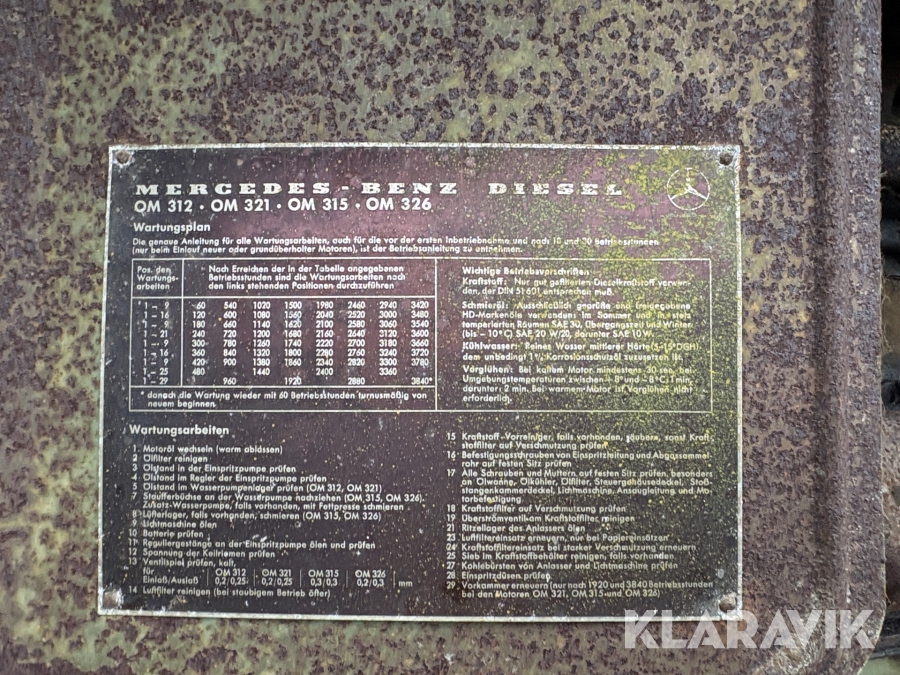 MERCEDES - BENZ DIESEL
OM 312 · OM 321 · OM 315 · OM 326
Wartungsplan
Die genaue Anleitung für alle Wartungsarbeiten, auch für die vor der ersten Inbetriebnahme und nach 10 und 30 Betriebsstunden
(nur beim Einlauf neuer oder grundüberholter Motoren), ist der Betriebsanleitung zu entnehmen.
Pos. der Wartungs-arbeiten
Nach Erreichen der in der Tabelle angegebenen
Betriebsstunden sind die Wartungsarbeiten nach
den links stehenden Positionen durchzuführen
1 – 9 60 540 1020 1500 1980 2460 2940 3420
1 – 16 120 600 1080 1560 2040 2520 3000 3480
1 – 9 180 660 1140 1620 2100 2580 3060 3540
1 – 21 240 720 1200 1680 2160 2640 3120 3600
1 – 9 300 780 1260 1740 2220 2700 3180 3660
1 – 16 360 840 1320 1800 2280 2760 3240 3720
1 – 9 420 900 1380 1860 2340 2820 3300 3780
1 – 25 480 1440 2400 3360
1 – 29 960 1920 2880 3840*
* danach die Wartung wieder mit 60 Betriebsstunden turnusmäßig von
neuem beginnen
Wichtige Betriebsvorschriften
Kraftstoff: Nur gut gefilterten Dieselkraftstoff verwen-
den, der DIN 51601 entsprechen muß.
Schmieröl: Ausschließlich geprüfte und freigegebene
HD-Markenöle verwenden: Im Sommer und in stets
temperierten Räumen SAE 30, Übergangszeit und Winter
(bis – 10°C) SAE 20 W/20, darunter SAE 10 W.
Kühlwasser: Reines Wasser mittlerer Härte (5-15°DGH)
dem unbedingt 1% Korrosionsschutzöl zuzusetzen ist.
Vorglühen: Bei kaltem Motor mindestens 30 sec, bei
Umgebungstemperaturen zwischen + 8° und – 8°C: 1 min,
darunter: 2 min. Bei warmem Motor ist Vorglühen nicht
erforderlich.
Wartungsarbeiten
1 Motoröl wechseln (warm ablassen)
2 Ölfilter reinigen
3 Ölstand in der Einspritzpumpe prüfen
4 Ölstand im Regler der Einspritzpumpe prüfen
5 Ölstand im Wasserpumpenlager prüfen (OM 312, OM 321)
7 Staufferbüchse an der Wasserpumpe nachziehen (OM 315, OM 326).
Zusatz-Wasserpumpe, falls vorhanden, mit Fettpresse schmieren
8 Lüfterlager, falls vorhanden, schmieren (OM 315, OM 326)
9 Lichtmaschine ölen
10 Batterie prüfen
11 Reguliergestänge an der Einspritzpumpe ölen und prüfen
12 Spannung der Keilriemen prüfen
13 Ventilspiel prüfen, kalt,
für OM 312 OM 321 OM 315 OM 326
Einlaß/Auslaß 0,2/0,25 0,2/0,25 0,3/0,3 0,2/0,3 mm
14 Luftfilter reinigen (bei staubigem Betrieb öfter)
15 Kraftstoff-Vorreiniger, falls vorhanden, säubern, sonst Kraft-
stoffilter auf Verschmutzung prüfen
16 Befestigungsschrauben von Einspritzleitung und Abgassammel-
rohr auf festen Sitz prüfen
17 Alle Schrauben und Muttern auf festen Sitz prüfen, besonders
an Ölwanne, Ölkühler, Ölfilter, Steuergehäusedeckel, Stoß-
stangenkammerdeckel, Lichtmaschine, Ansaugleitung und Mo-
torbefestigung
18 Kraftstoffilter auf Verschmutzung prüfen
19 Überströmventil am Kraftstoffilter reinigen
21 Ritzellager des Anlassers ölen
23 Luftfiltereinsatz erneuern, nur bei Papiereinsätzen
24 Kraftstoffiltereinsatz bei starker Verschmutzung erneuern
25 Sieb im Kraftstoffbehälter reinigen, falls vorhanden
27 Kohlebürsten von Anlasser und Lichtmaschine prüfen
28 Einspritzdüsen prüfen
29 Vorkammer erneuern (nur nach 1920 und 3840 Betriebsstunden
bei den Motoren OM 321, OM 315 und OM 326)
KLARAVIK